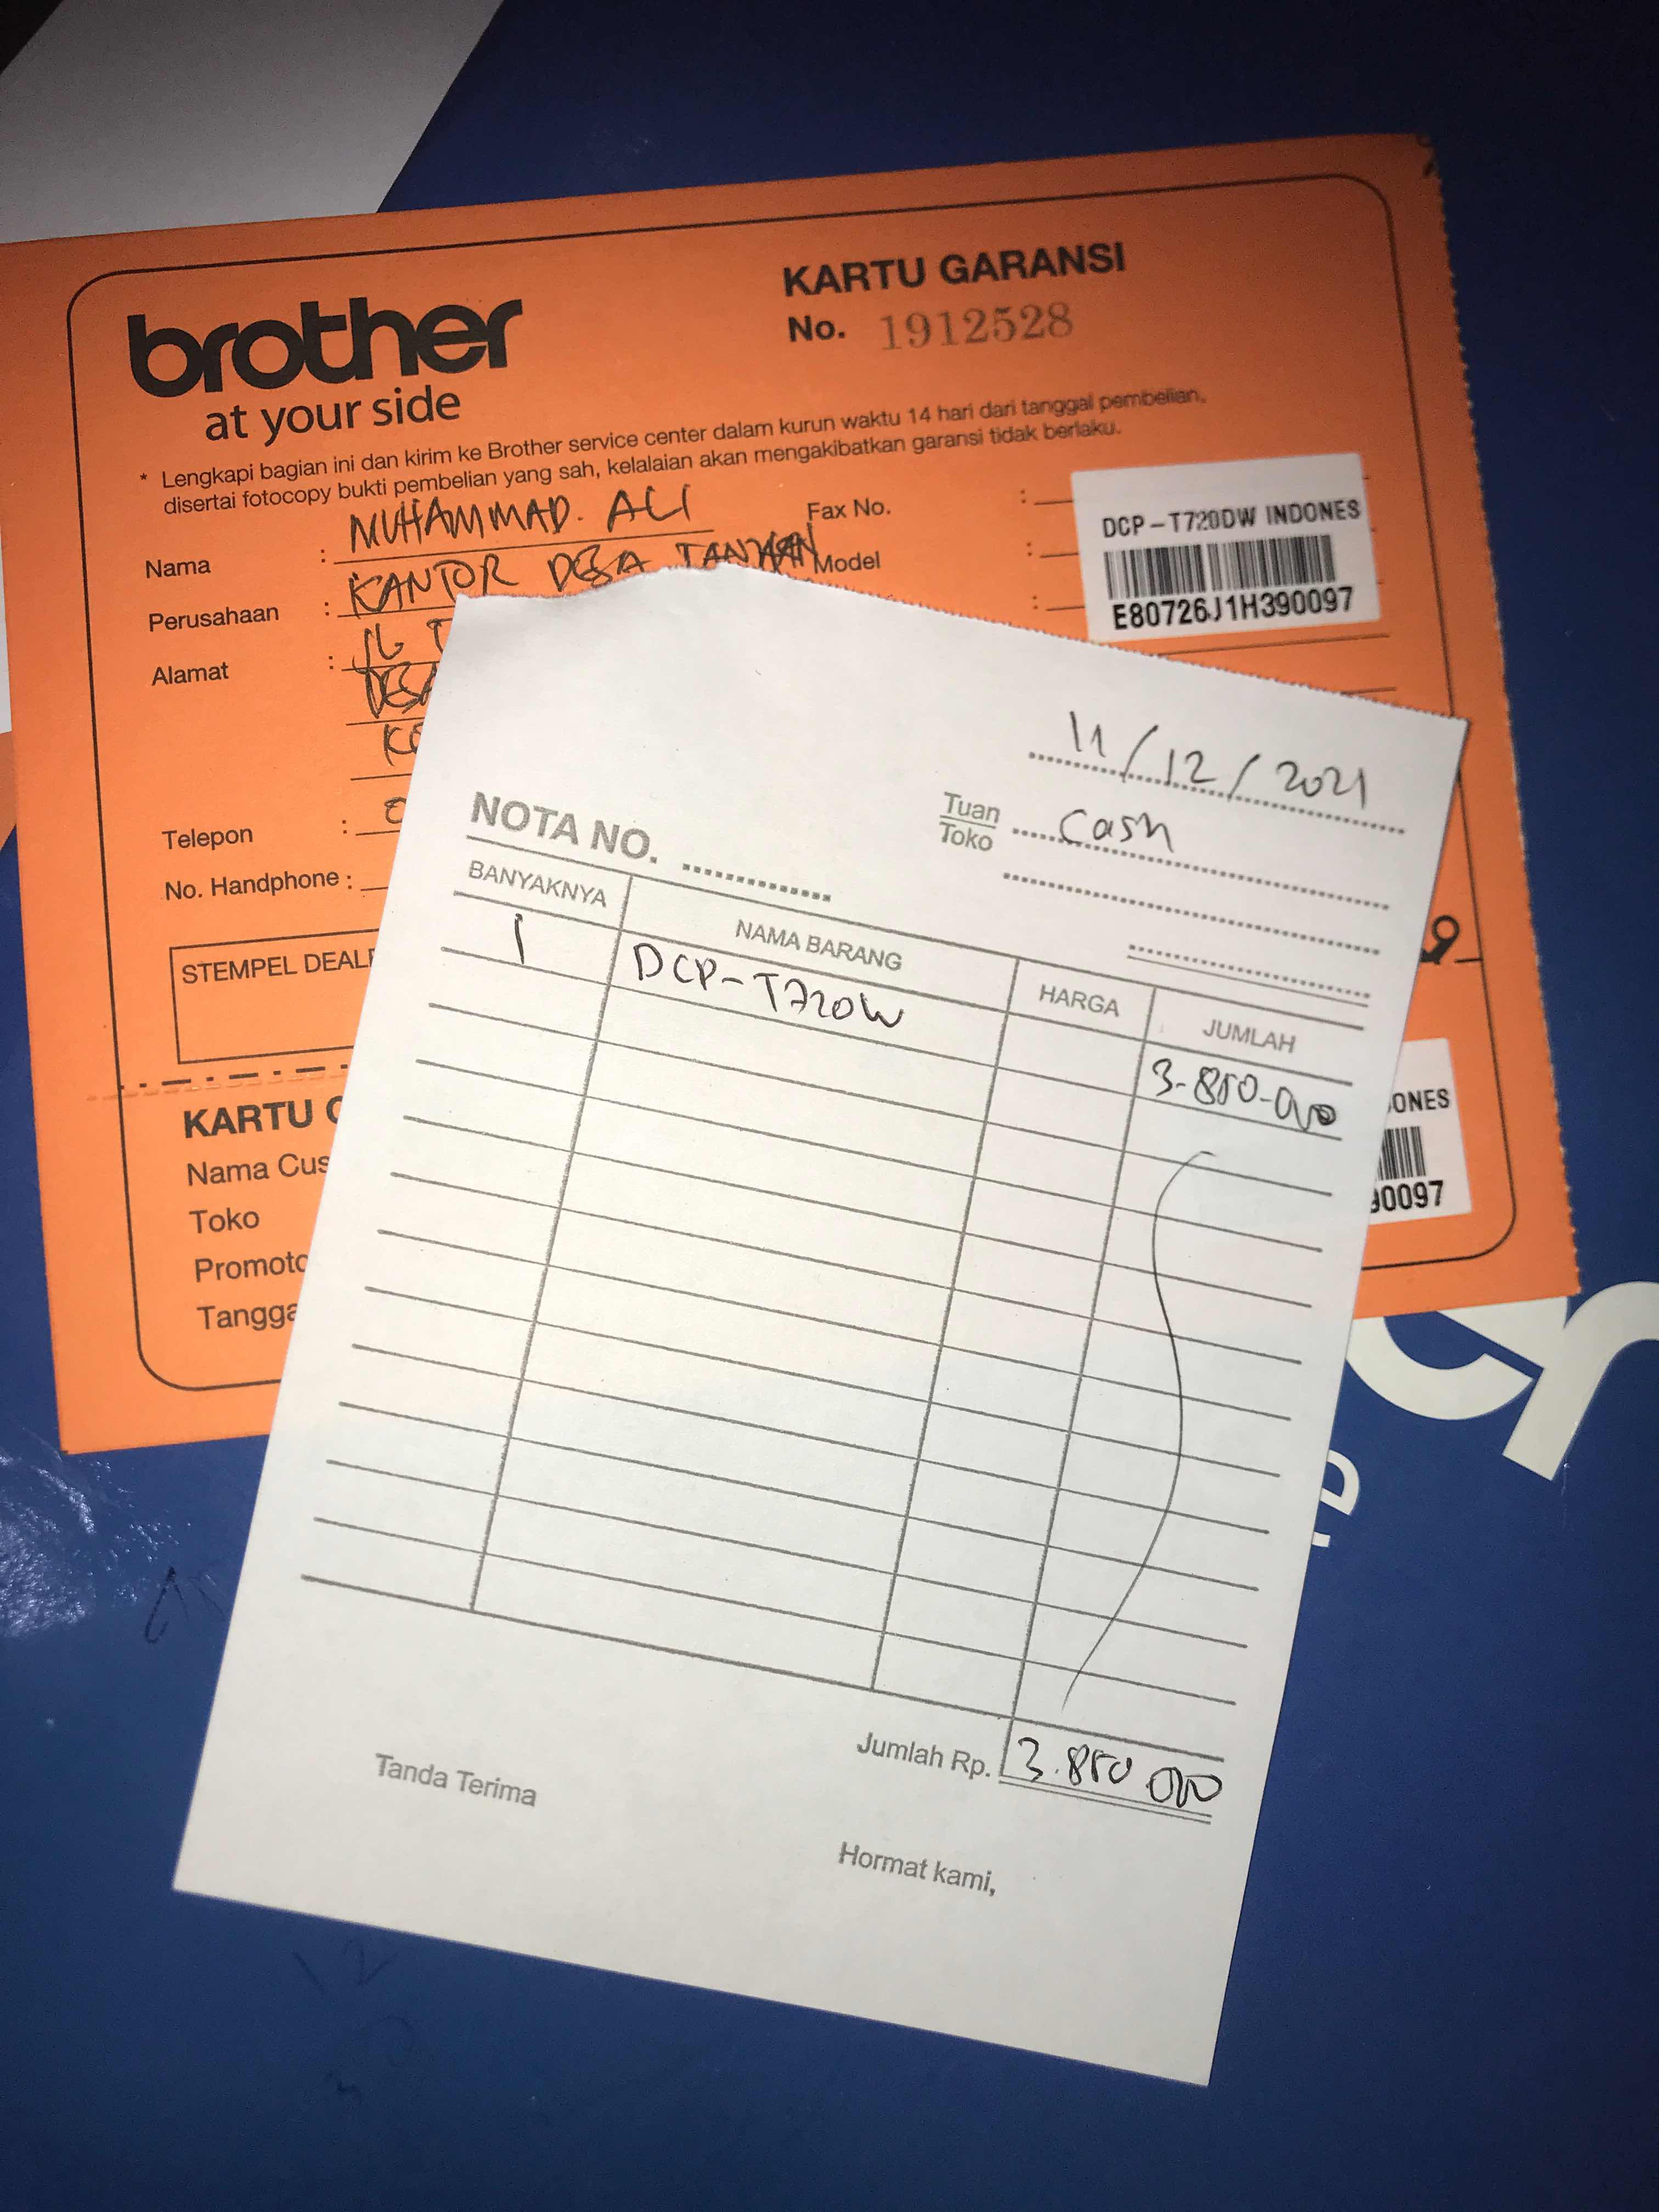 brother
at your side
KARTU GARANSI
No. 1912528
* Lengkapi bagian ini dan kirim ke Brother service center dalam kurun waktu 14 hari dari tanggal pembelian,
disertai fotocopy bukti pembelian yang sah, kelalaian akan mengakibatkan garansi tidak berlaku.
Nama : MUHAMMAD. ALI
Perusahaan : KANTOR DESA
Alamat :
Telepon :
No. Handphone :
Fax No. :
Model :
DCP-T720DW INDONES
E80726J1H390097
STEMPEL DEAL
KARTU
Nama Cus
Toko
Promoto
Tangga
ONES
90097
11/12/2021
NOTA NO.
Tuan
Toko
Cash
BANYAKNYA NAMA BARANG HARGA JUMLAH
1 DCP-T720W 3-850-000
Jumlah Rp. 3.850.000
Tanda Terima
Hormat kami,